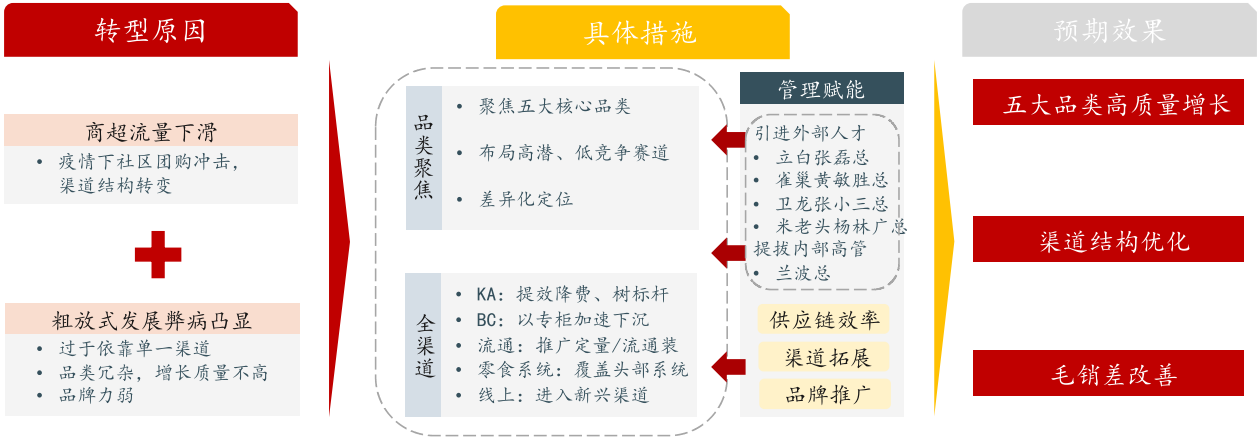 转型原因
商超流量下滑
• 疫情下社区团购冲击，
渠道结构转变
粗放式发展弊病凸显
• 过于依靠单一渠道
• 品类冗杂，增长质量不高
• 品牌力弱
具体措施
品类聚焦
• 聚焦五大核心品类
• 布局高潜、低竞争赛道
• 差异化定位
全渠道
• KA：提效降费、树标杆
• BC：以专柜加速下沉
• 流通：推广定量/流通装
• 零食系统：覆盖头部系统
• 线上：进入新兴渠道
管理赋能
引进外部人才
• 立白张磊总
• 雀巢黄敏胜总
• 卫龙张小三总
• 米老头杨林广总
提拔内部高管
• 兰波总
供应链效率
渠道拓展
品牌推广
预期效果
五大品类高质量增长
渠道结构优化
毛销差改善